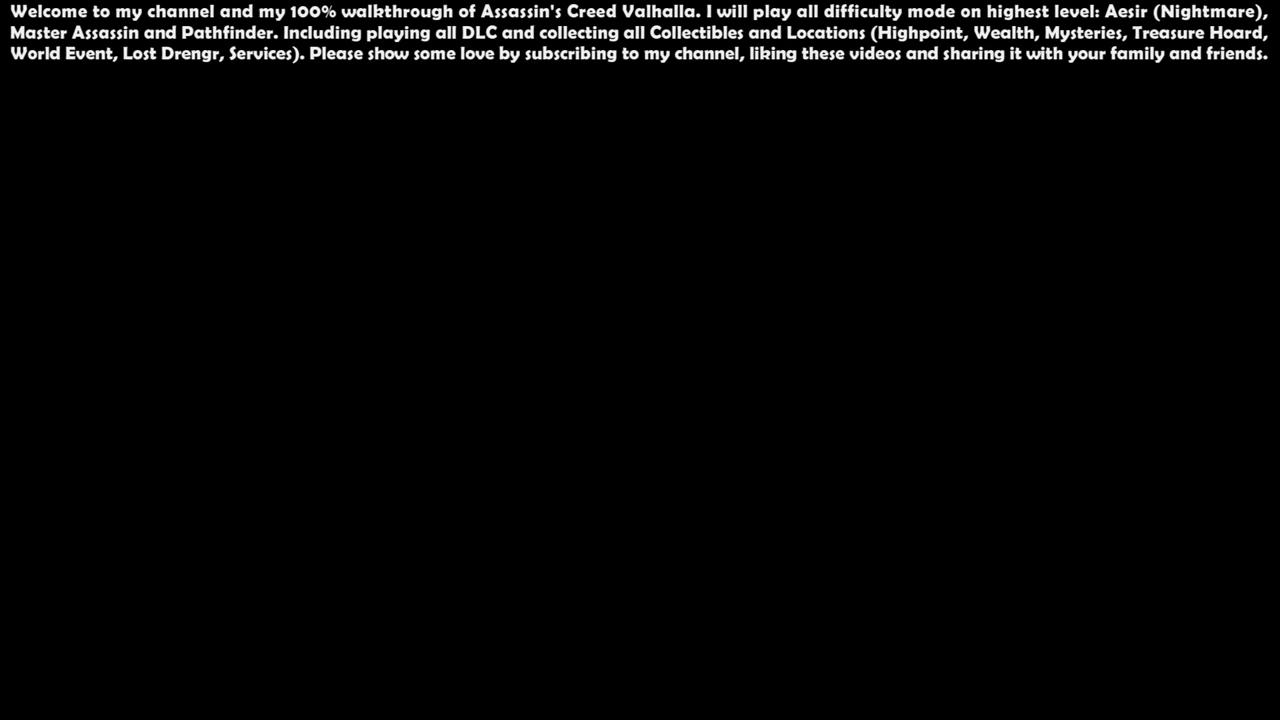 Welcome to my channel and my 100% walkthrough of Assassin's Creed Valhalla. I will play all difficulty mode on highest level: Aesir (Nightmare),
Master Assassin and Pathfinder. Including playing all DLC and collecting all Collectibles and Locations (Highpoint, Wealth, Mysteries, Treasure Hoard,
World Event, Lost Drengr, Services). Please show some love by subscribing to my channel, liking these videos and sharing it with your family and friends.